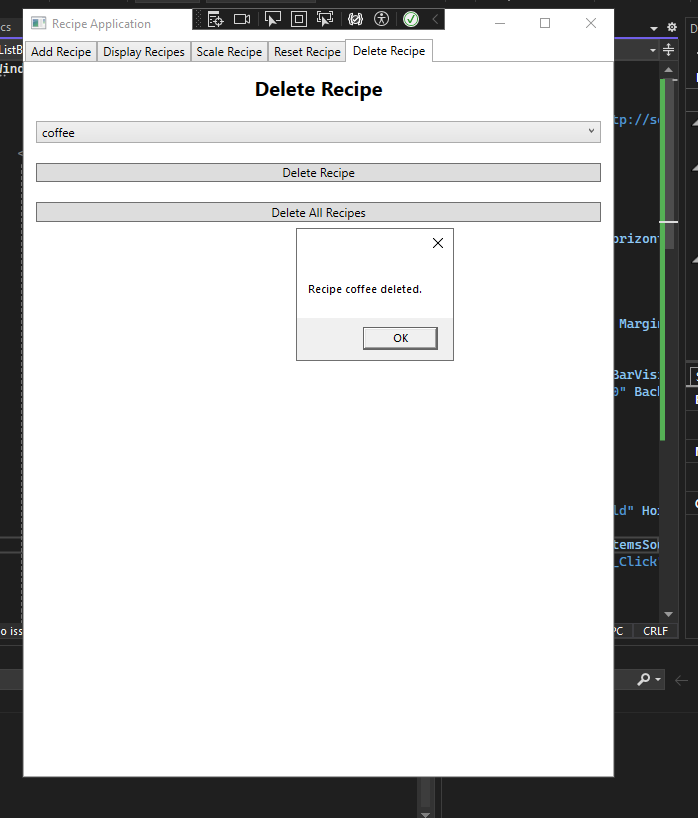 Recipe Application
cs
ListB
Wind
Add Recipe
Display Recipes
Scale Recipe
Reset Recipe
Delete Recipe
Delete Recipe
coffee
Delete Recipe
Delete All Recipes
Recipe coffee deleted.
OK
tp://s
orizon
Margin
BarVis
0" Bac
ld" Ho
temsSo
_Click
o iss
PC
CRLF